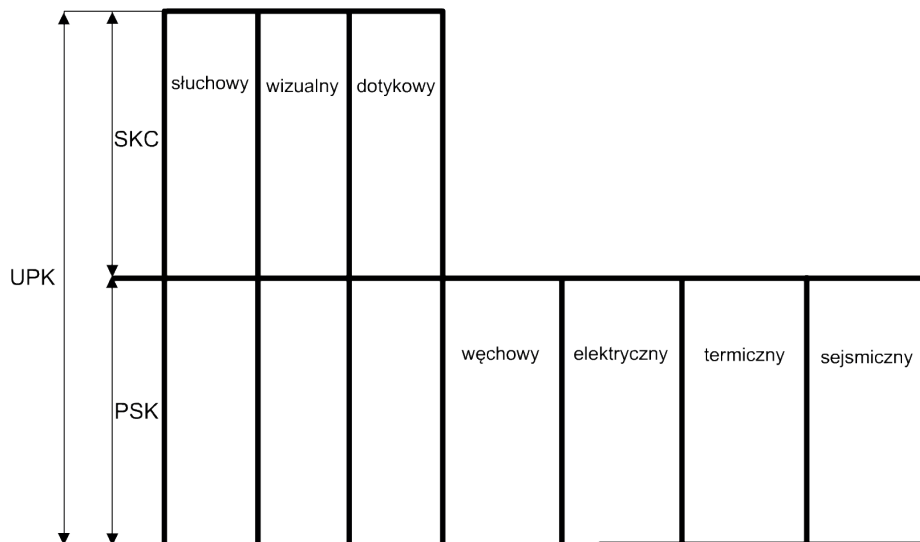 słuchowy wizualny dotykowy
SKC
UPK
węchowy elektryczny termiczny sejsmiczny
PSK